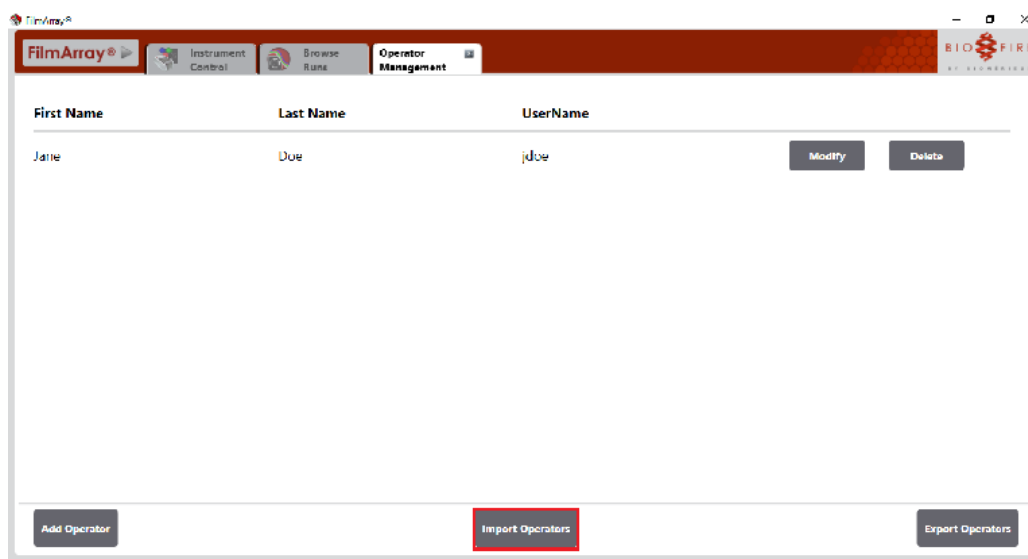 FilmArray®
FilmArray®
Instrument Control
Browse Runs
Operator Management
BIOFIRE
First Name Last Name UserName
Jane Doe jdoe Modify Delete
Add Operator Import Operators Export Operators